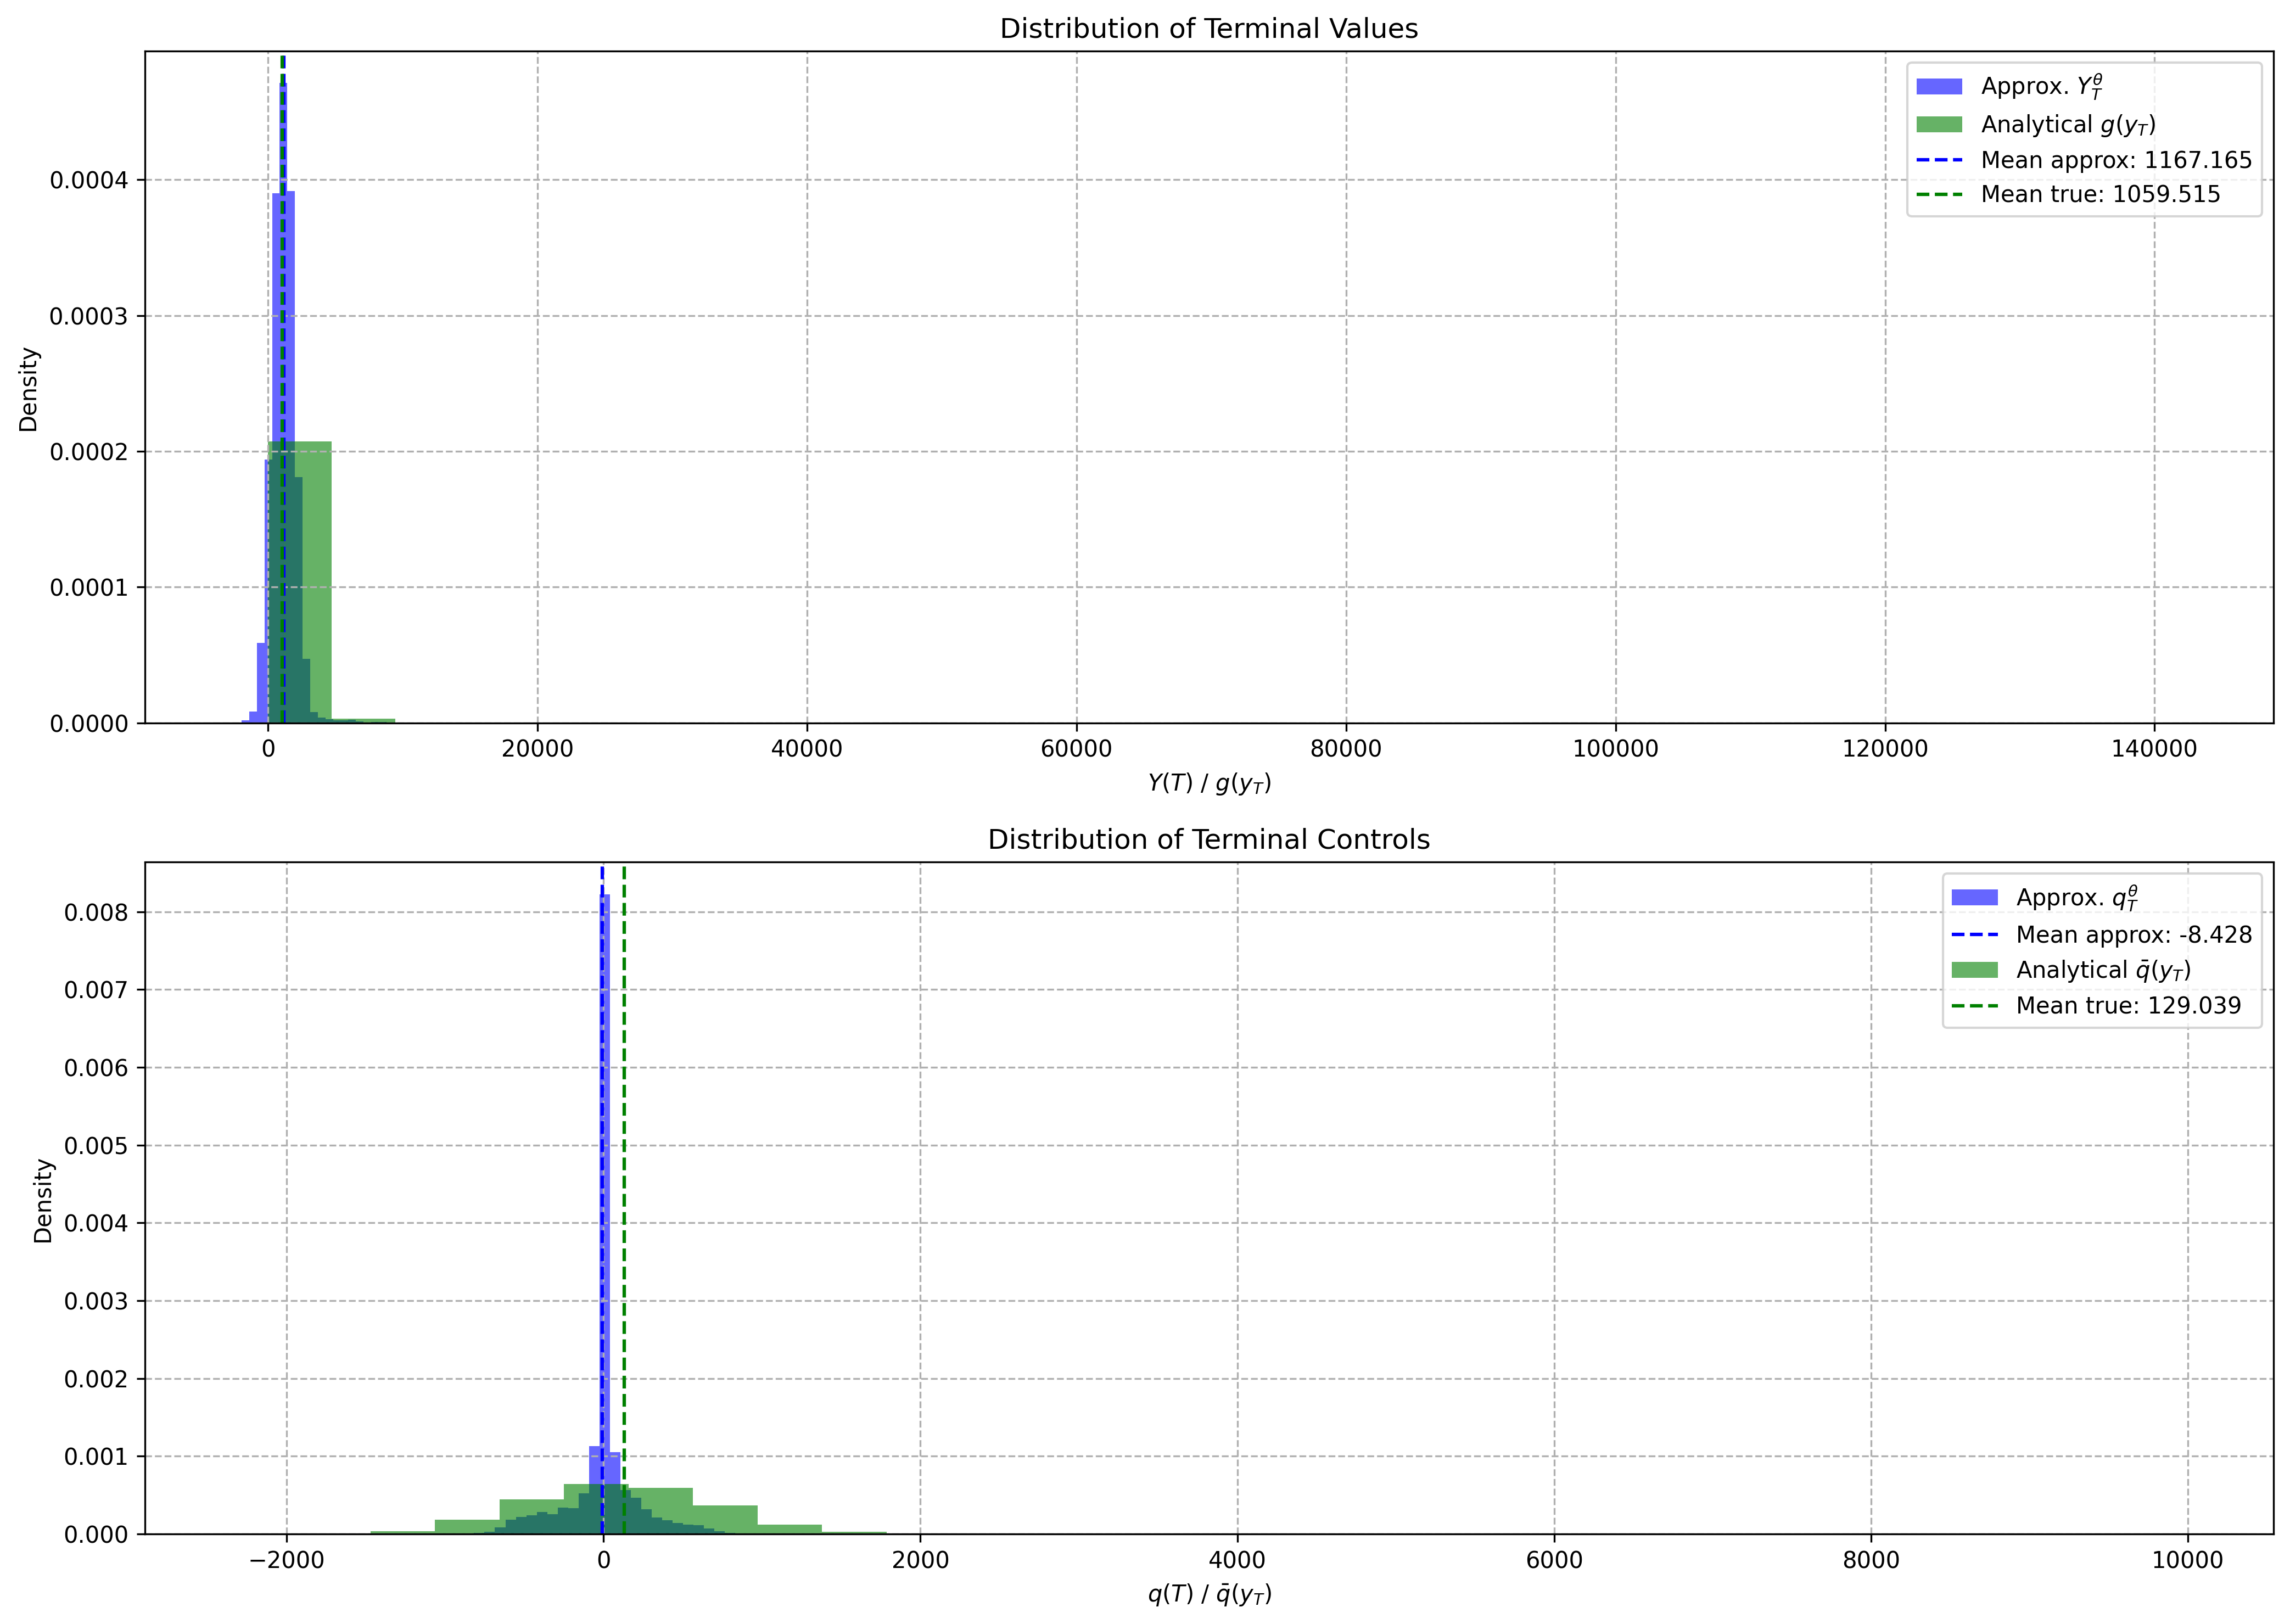 Distribution of Terminal Values
Density
0.0004
0.0003
0.0002
0.0001
0.0000
Approx. $Y_T^\theta$
Analytical $g(y_T)$
Mean approx: 1167.165
Mean true: 1059.515
0 20000 40000 60000 80000 100000 120000 140000
$Y(T)$ / $g(y_T)$
Distribution of Terminal Controls
Density
0.008
0.007
0.006
0.005
0.004
0.003
0.002
0.001
0.000
Approx. $q_T^\theta$
Mean approx: -8.428
Analytical $\bar{q}(y_T)$
Mean true: 129.039
−2000 0 2000 4000 6000 8000 10000
$q(T)$ / $\bar{q}(y_T)$